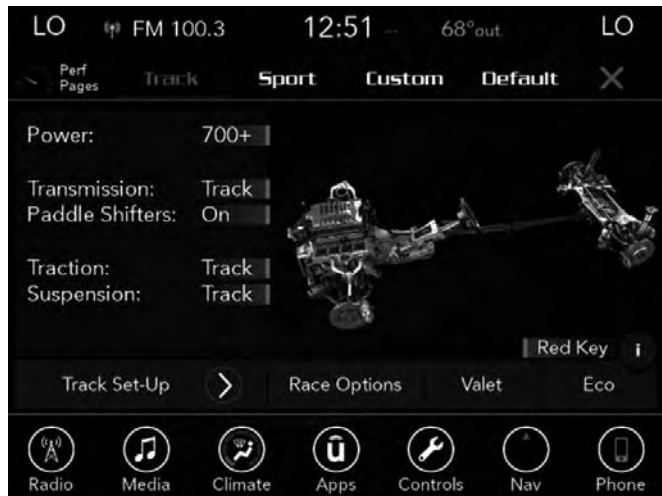 LO FM 100.3 12:51 -- 68°out. LO
Perf
Pages Track Sport Custom Default
Power: 700+
Transmission: Track
Paddle Shifters: On
Traction: Track
Suspension: Track
Red Key i
Track Set-Up Race Options Valet Eco
Radio Media Climate Apps Controls Nav Phone